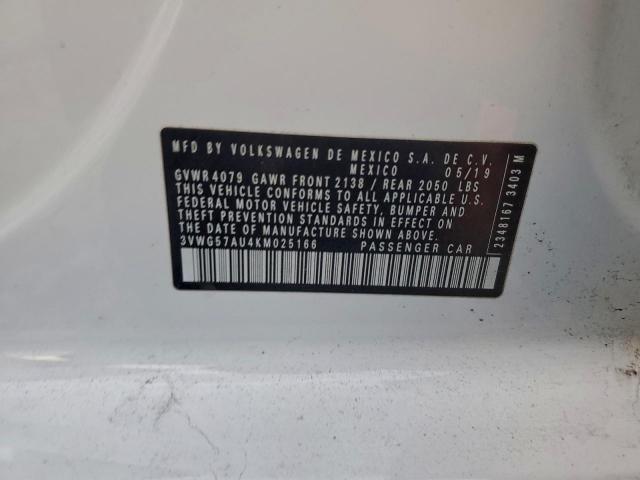 MFD BY VOLKSWAGEN DE MEXICO S.A. DE C.V.
MEXICO 05/19
GVWR 4079 GAWR FRONT 2138 / REAR 2050 LBS
THIS VEHICLE CONFORMS TO ALL APPLICABLE U.S.
FEDERAL MOTOR VEHICLE SAFETY, BUMPER AND
THEFT PREVENTION STANDARDS IN EFFECT ON
THE DATE OF MANUFACTURE SHOWN ABOVE
3VWG57AU4KM025166 PASSENGER CAR
2348167 3403 M